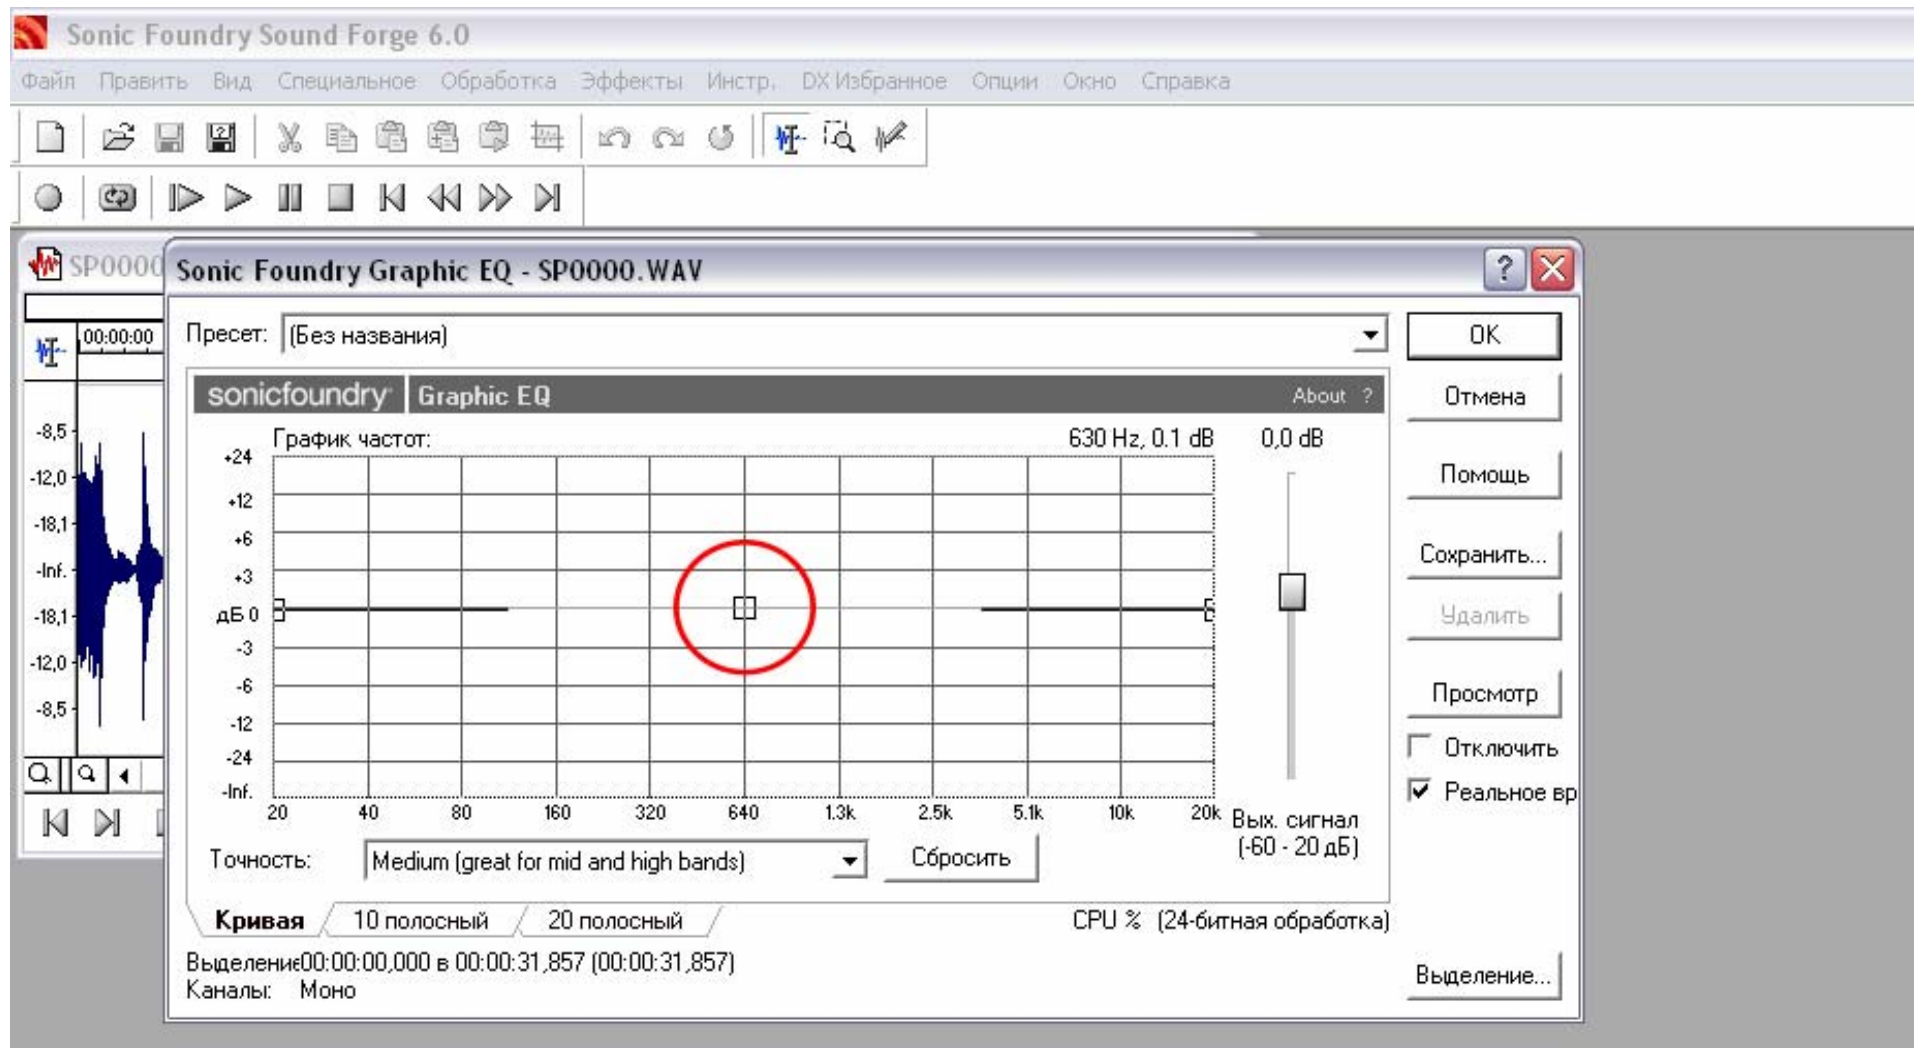 Sonic Foundry Sound Forge 6.0
Файл Править Вид Специальное Обработка Эффекты Инстр. DX Избранное Опции Окно Справка
SP0000
00:00:00
-8,5
-12,0
-18,1
-Inf.
-18,1
-12,0
-8,5
Sonic Foundry Graphic EQ - SP0000.WAV
?
Пресет: (Без названия)
OK
sonicfoundry Graphic EQ About ?
Отмена
График частот: 630 Hz, 0.1 dB 0,0 dB
Помощь
+24
+12
+6
+3
дБ 0
-3
-6
-12
-24
-Inf.
Сохранить...
Удалить
Просмотр
Отключить
Реальное вр
20 40 80 160 320 640 1.3k 2.5k 5.1k 10k 20k
Вых. сигнал
(-60 - 20 дБ)
Точность: Medium (great for mid and high bands) Сбросить
Кривая 10 полосный 20 полосный CPU % (24-битная обработка)
Выделение00:00:00,000 в 00:00:31,857 (00:00:31,857)
Каналы: Моно
Выделение...